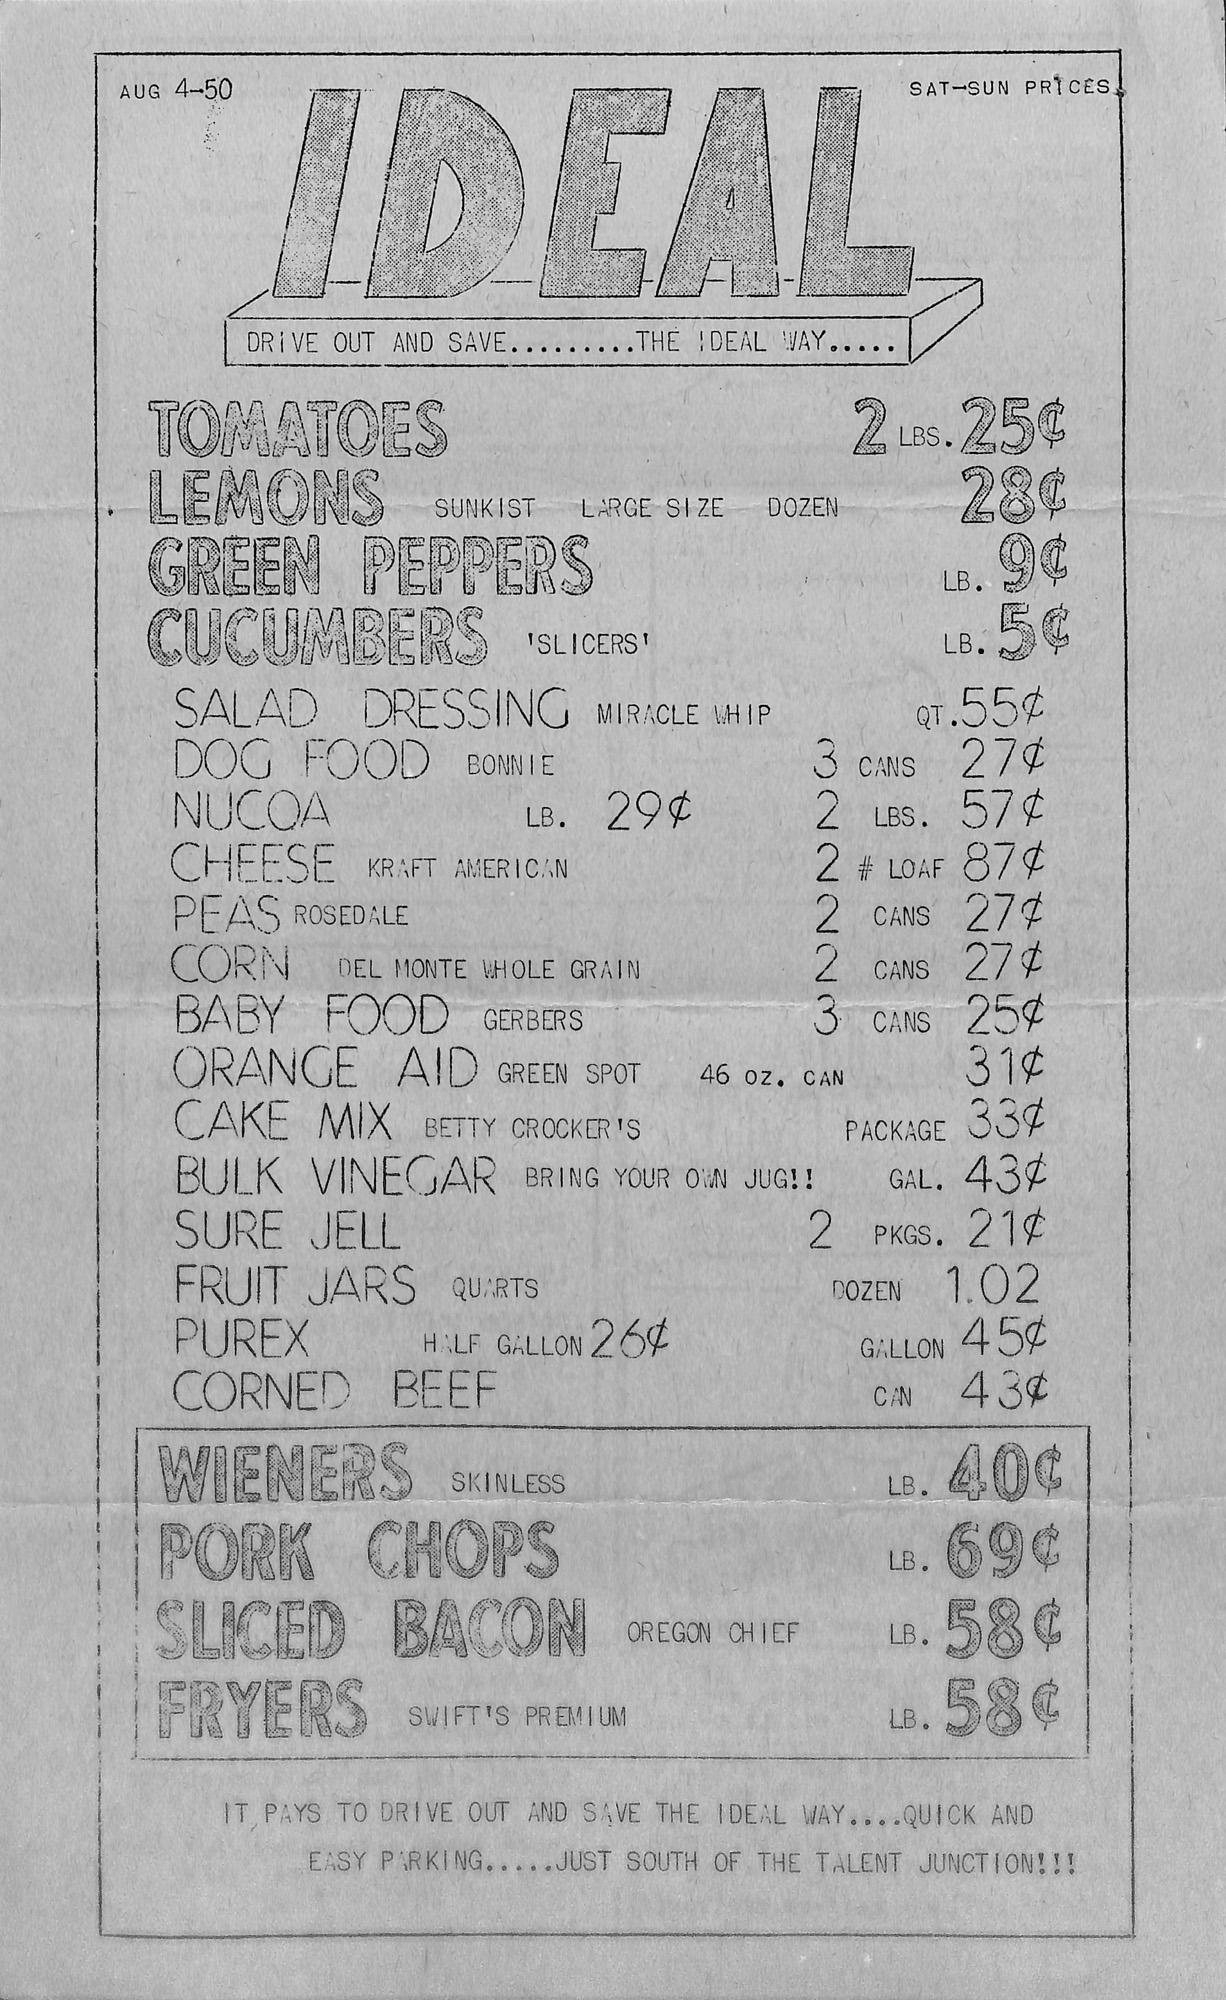 AUG 4-50
SAT-SUN PRICES
IDEAL
DRIVE OUT AND SAVE.........THE IDEAL WAY.....
TOMATOES 2 LBS. 25¢
LEMONS SUNKIST LARGE SIZE DOZEN 28¢
GREEN PEPPERS LB. 9¢
CUCUMBERS 'SLICERS' LB. 5¢
SALAD DRESSING MIRACLE WHIP QT. 55¢
DOG FOOD BONNIE 3 CANS 27¢
NUCOA LB. 29¢ 2 LBS. 57¢
CHEESE KRAFT AMERICAN 2 # LOAF 87¢
PEAS ROSEDALE 2 CANS 27¢
CORN DEL MONTE WHOLE GRAIN 2 CANS 27¢
BABY FOOD GERBERS 3 CANS 25¢
ORANGE AID GREEN SPOT 46 OZ. CAN 31¢
CAKE MIX BETTY CROCKER'S PACKAGE 33¢
BULK VINEGAR BRING YOUR OWN JUG!! GAL. 43¢
SURE JELL 2 PKGS. 21¢
FRUIT JARS QUARTS DOZEN 1.02
PUREX HALF GALLON 26¢ GALLON 45¢
CORNED BEEF CAN 43¢
WIENERS SKINLESS LB. 40¢
PORK CHOPS LB. 69¢
SLICED BACON OREGON CHIEF LB. 58¢
FRYERS SWIFT'S PREMIUM LB. 58¢
IT PAYS TO DRIVE OUT AND SAVE THE IDEAL WAY....QUICK AND
EASY PARKING.....JUST SOUTH OF THE TALENT JUNCTION!!!